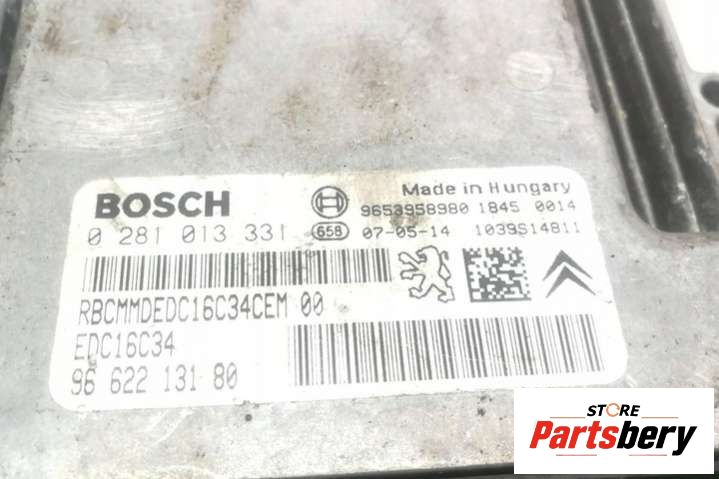 Made in Hungary
BOSCH
9653958980 1845 0014
0 281 013 331 658 07-05-14 1039S14811
RBCMMDEDC16C34CEM 00
EDC16C34
96 622 131 80
STORE
Partsbery